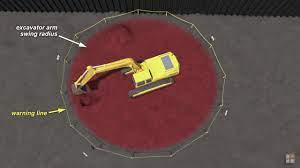 excavator arm
swing radius
warning line